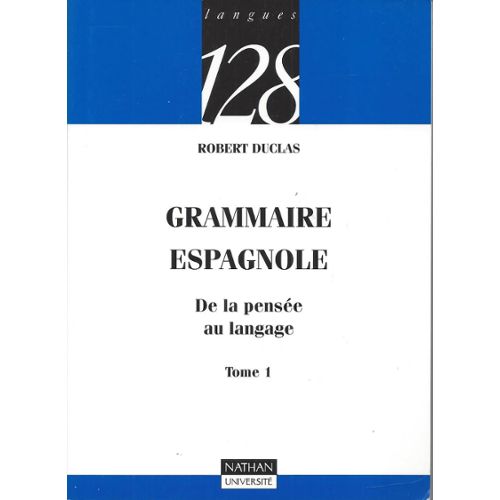 langues
128
ROBERT DUCLAS
GRAMMAIRE
ESPAGNOLE
De la pensée
au langage
Tome 1
NATHAN
UNIVERSITÉ